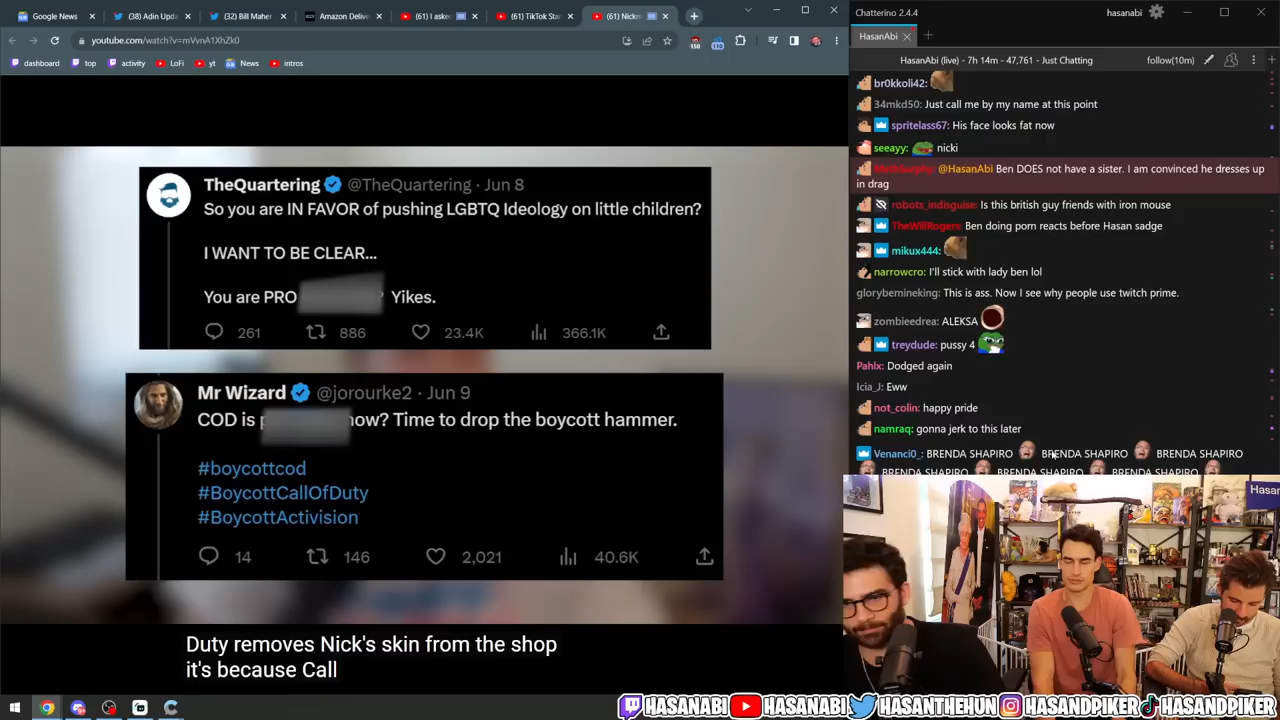 (38) Adin Upda
(32) Bill Maher
Google News
Amazon Delive
(61) I aske
(61) TikTok Sta
(61) Nickm
youtube.com/watch?v=mVvnA1XhZk0
150
110
dashboard
top
activity
LoFi
yt
News
intros
TheQuartering @TheQuartering · Jun 8
So you are IN FAVOR of pushing LGBTQ Ideology on little children?
I WANT TO BE CLEAR...
You are PRO ? Yikes.
261 886 23.4K 366.1K
Mr Wizard @jorourke2 · Jun 9
COD is p now? Time to drop the boycott hammer.
#boycottcod
#BoycottCallOfDuty
#BoycottActivision
14 146 2,021 40.6K
Duty removes Nick's skin from the shop
it's because Call
Chatterino 2.4.4
hasanabi
HasanAbi
HasanAbi (live) - 7h 14m - 47,761 - Just Chatting
follow(10m)
br0kkoli42:
34mkd50: Just call me by my name at this point
spritelass67: His face looks fat now
seeayy: nicki
@HasanAbi Ben DOES not have a sister. I am convinced he dresses up
in drag
robots_indisguise: Is this british guy friends with iron mouse
TheWillRogers: Ben doing porn reacts before Hasan sadge
mikux444:
narrowcro: I'll stick with lady ben lol
glorybemineking: This is ass. Now I see why people use twitch prime.
zombieedrea: ALEKSA
treydude: pussy 4
Pahlx: Dodged again
Icia_J: Eww
not_colin: happy pride
namraq: gonna jerk to this later
Venanci0_: BRENDA SHAPIRO BRENDA SHAPIRO BRENDA SHAPIRO
BRENDA SHAPIRO BRENDA SHAPIRO BRENDA SHAPIRO
Hasan
HASANABI HASANABI HASANTHEHUN HASANDPIKER HASANDPIKER